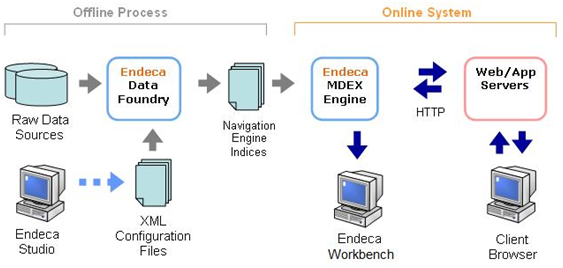 Offline Process
Online System
Endeca
Data
Foundry
Endeca
MDEX
Engine
Web/App
Servers
HTTP
Raw Data
Sources
Navigation
Engine
Indices
Endeca
Studio
XML
Configuration
Files
Endeca
Workbench
Client
Browser